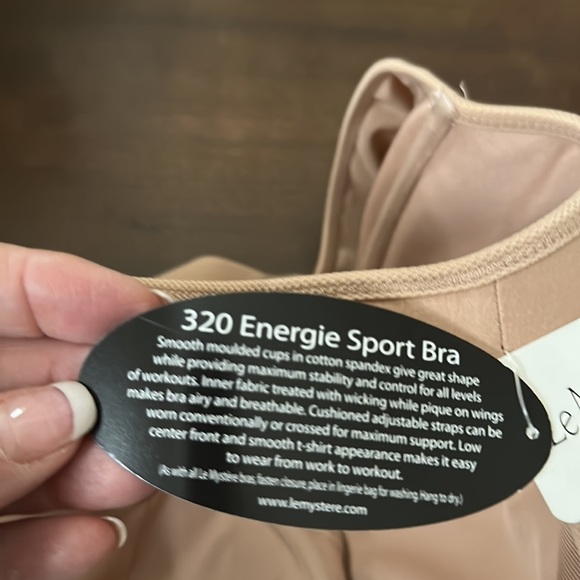 320 Energie Sport Bra
Smooth moulded cups in cotton spandex give great shape
while providing maximum stability and control for all levels
of workouts. Inner fabric treated with wicking while pique on wings
makes bra airy and breathable. Cushioned adjustable straps can be
worn conventionally or crossed for maximum support. Low
center front and smooth t-shirt appearance makes it easy
to wear from work to workout.
(As with all Le Mystère bras: fasten closure, place in lingerie bag for washing. Hang to dry.)
www.lemystere.com
Le